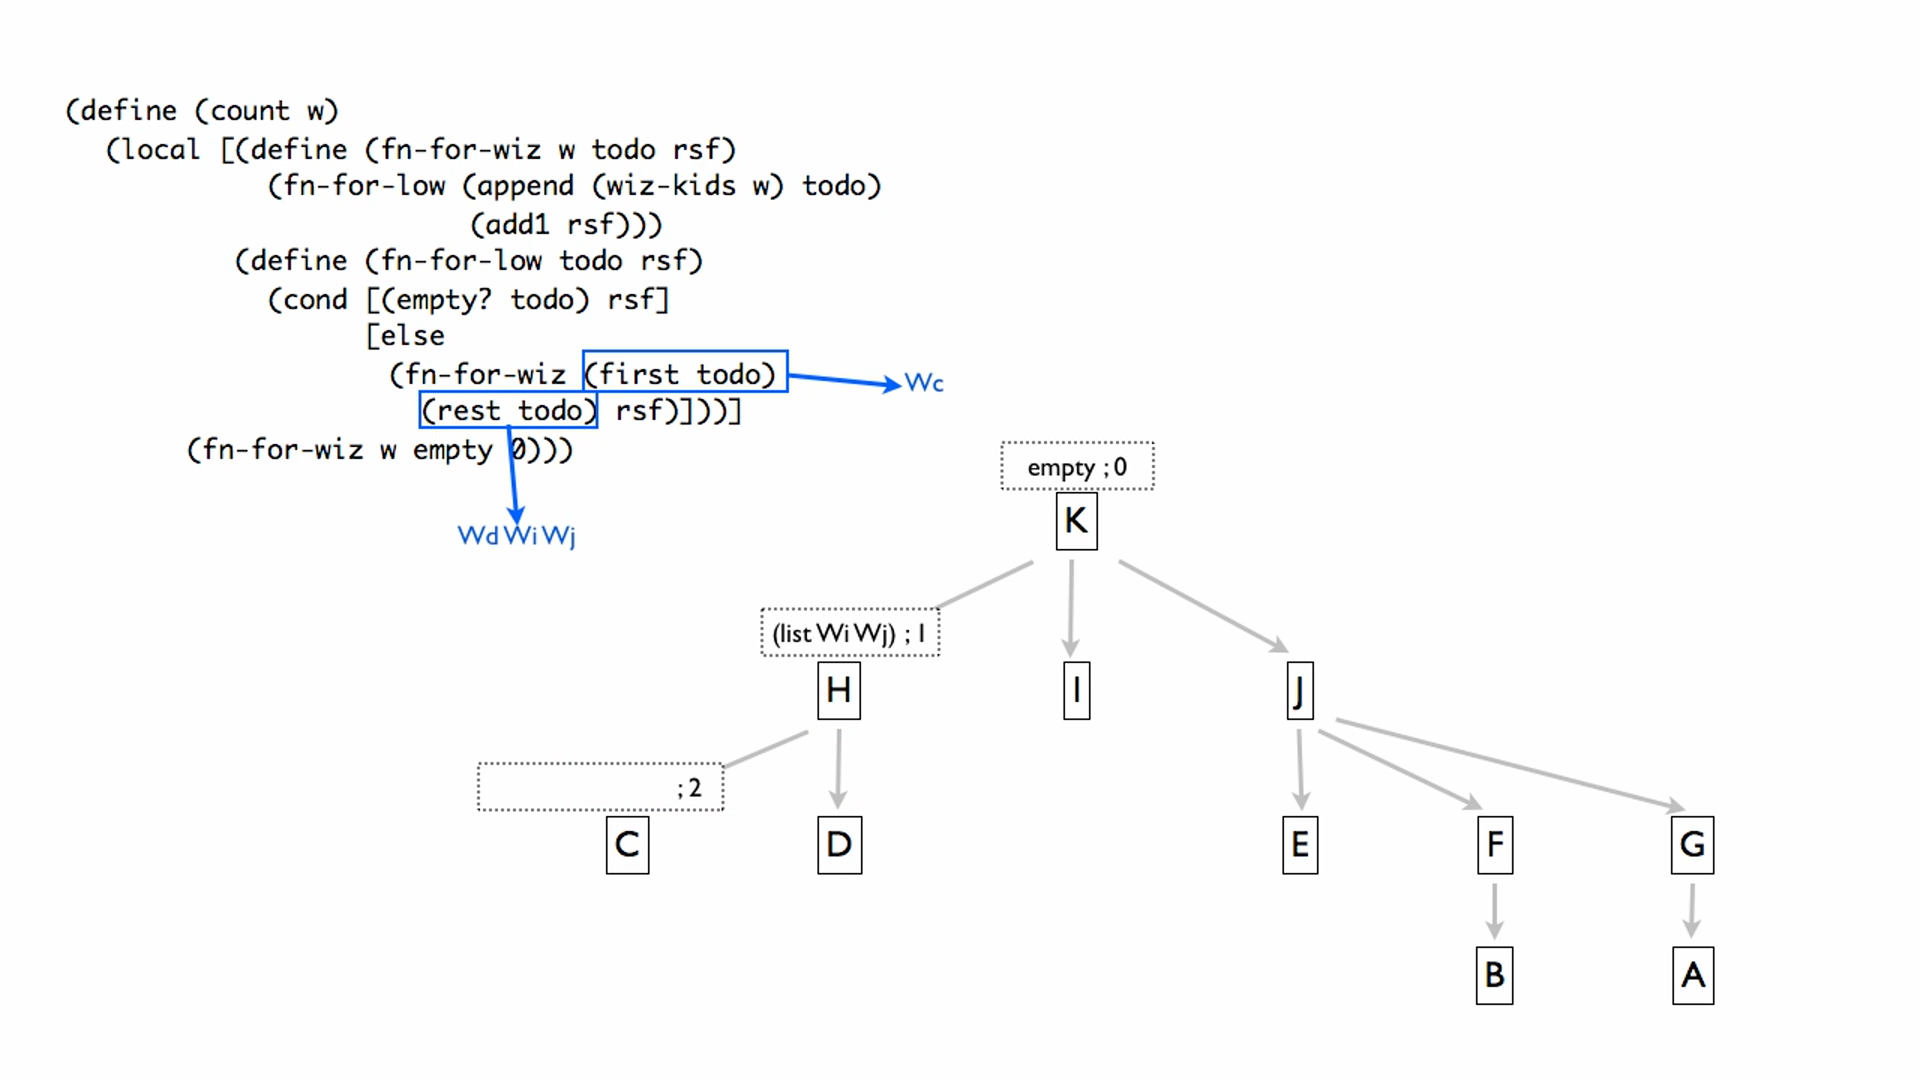 (define (count w)
(local [(define (fn-for-wiz w todo rsf)
(fn-for-low (append (wiz-kids w) todo)
(add1 rsf)))
(define (fn-for-low todo rsf)
(cond [(empty? todo) rsf]
[else
(fn-for-wiz (first todo)
Wc
(rest todo) rsf)]))]
(fn-for-wiz w empty 0)))
Wd Wi Wj
empty ; 0
K
(list Wi Wj) ; 1
H
I
J
; 2
C
D
E
F
G
B
A